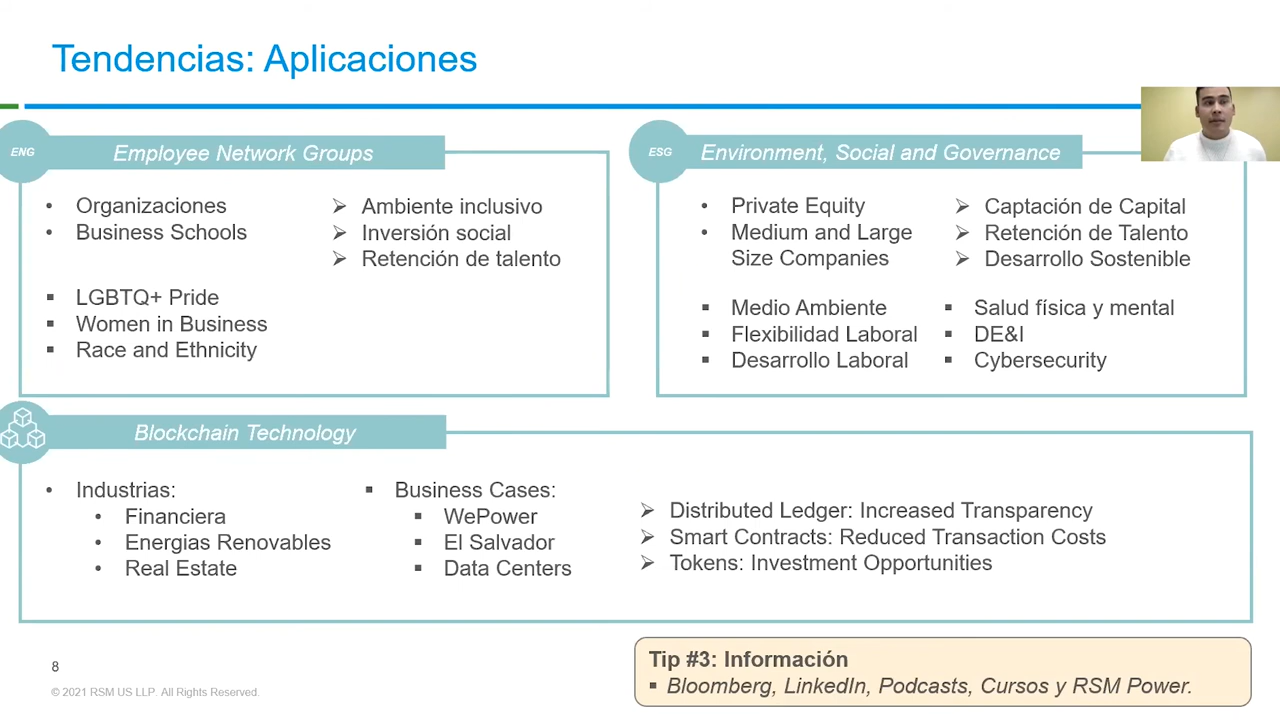 Tendencias: Aplicaciones
ENG
Employee Network Groups
• Organizaciones
• Business Schools
➢ Ambiente inclusivo
➢ Inversión social
➢ Retención de talento
▪ LGBTQ+ Pride
▪ Women in Business
▪ Race and Ethnicity
ESG
Environment, Social and Governance
• Private Equity
• Medium and Large
Size Companies
➢ Captación de Capital
➢ Retención de Talento
➢ Desarrollo Sostenible
▪ Medio Ambiente
▪ Flexibilidad Laboral
▪ Desarrollo Laboral
▪ Salud física y mental
▪ DE&I
▪ Cybersecurity
Blockchain Technology
• Industrias:
• Financiera
• Energias Renovables
• Real Estate
▪ Business Cases:
▪ WePower
▪ El Salvador
▪ Data Centers
➢ Distributed Ledger: Increased Transparency
➢ Smart Contracts: Reduced Transaction Costs
➢ Tokens: Investment Opportunities
Tip #3: Información
▪ Bloomberg, LinkedIn, Podcasts, Cursos y RSM Power.
8
© 2021 RSM US LLP. All Rights Reserved.